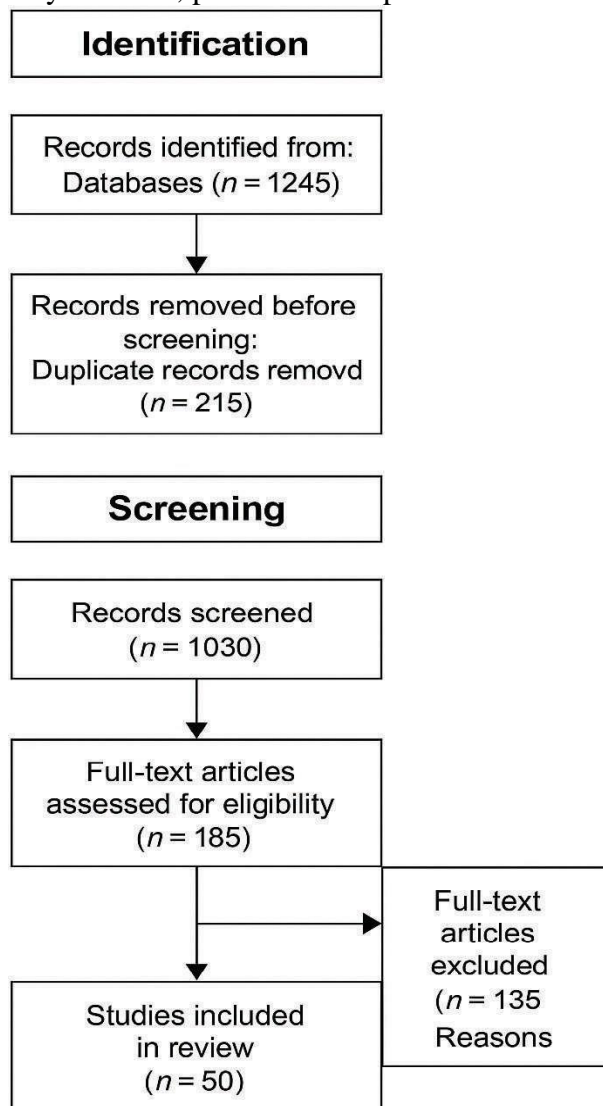 Identification
Records identified from:
Databases (n = 1245)
Records removed before
screening:
Duplicate records removd
(n = 215)
Screening
Records screened
(n = 1030)
Full-text articles
assessed for eligibility
(n = 185)
Full-text
articles
excluded
(n = 135
Reasons
Studies included
in review
(n = 50)